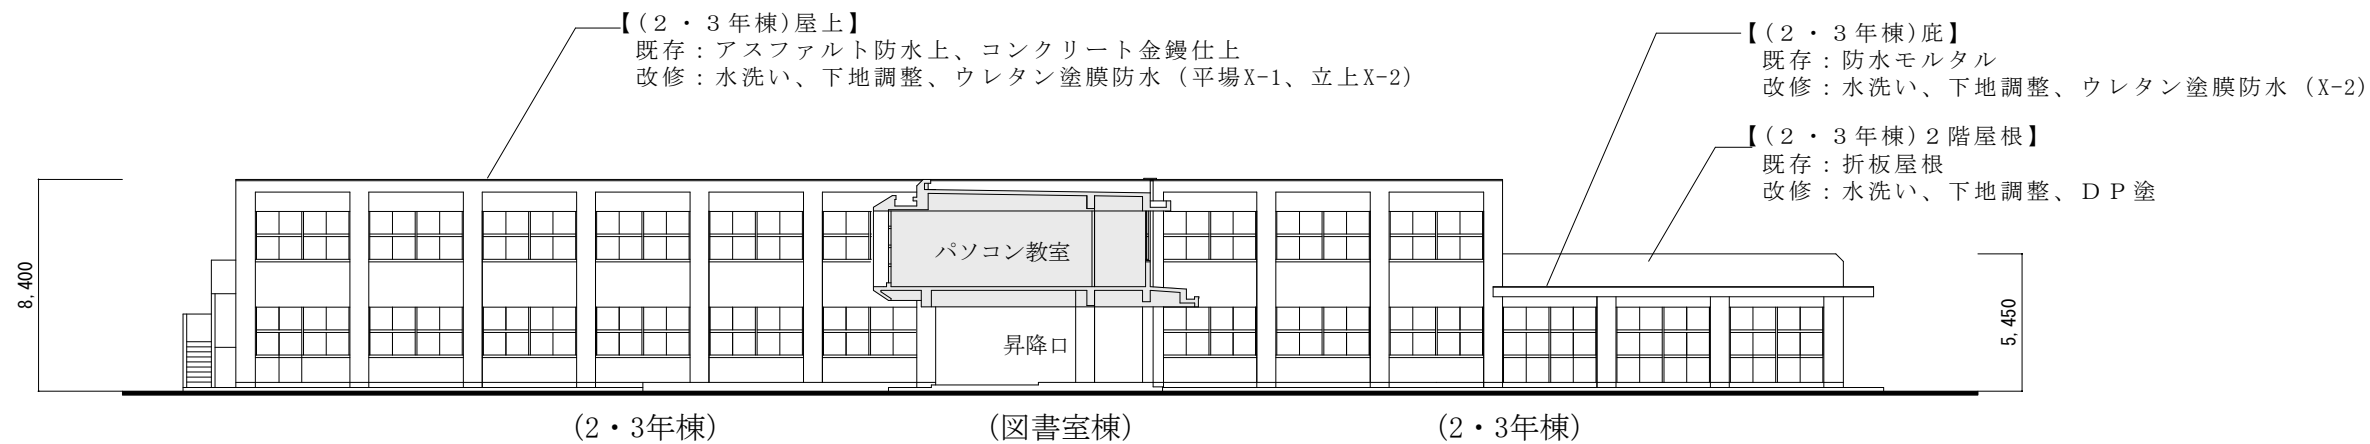 【(2・3年棟)屋上】
既存：アスファルト防水上、コンクリート金鏝仕上
改修：水洗い、下地調整、ウレタン塗膜防水（平場X-1、立上X-2）
【(2・3年棟)庇】
既存：防水モルタル
改修：水洗い、下地調整、ウレタン塗膜防水（X-2）
【(2・3年棟)2階屋根】
既存：折板屋根
改修：水洗い、下地調整、DP塗
8,400
パソコン教室
昇降口
5,450
(2・3年棟)
(図書室棟)
(2・3年棟)